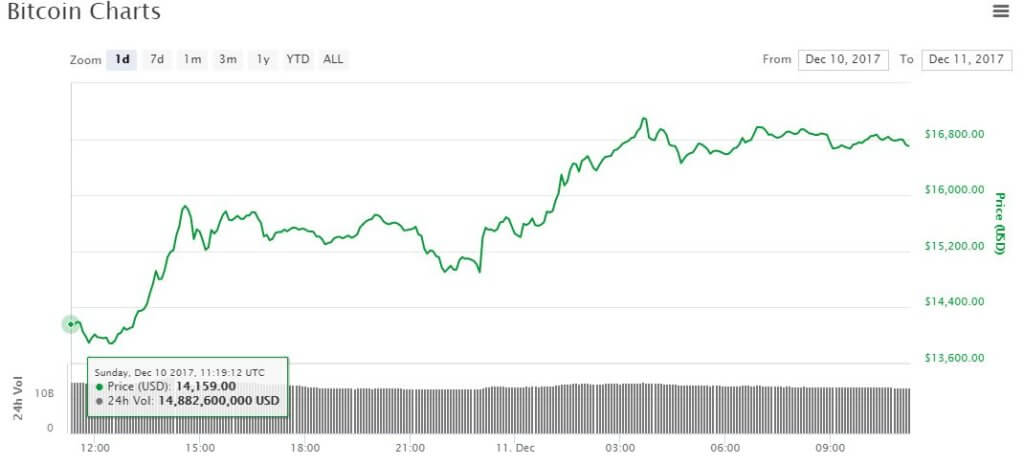 Bitcoin Charts
Zoom 1d 7d 1m 3m 1y YTD ALL From Dec 10, 2017 To Dec 11, 2017
$16,800.00
$16,000.00
$15,200.00
$14,400.00
$13,600.00
Price (USD)
Sunday, Dec 10 2017, 11:19:12 UTC
Price (USD): 14,159.00
24h Vol: 14,882,600,000 USD
24h Vol
10B
0
12:00 15:00 18:00 21:00 11. Dec 03:00 06:00 09:00